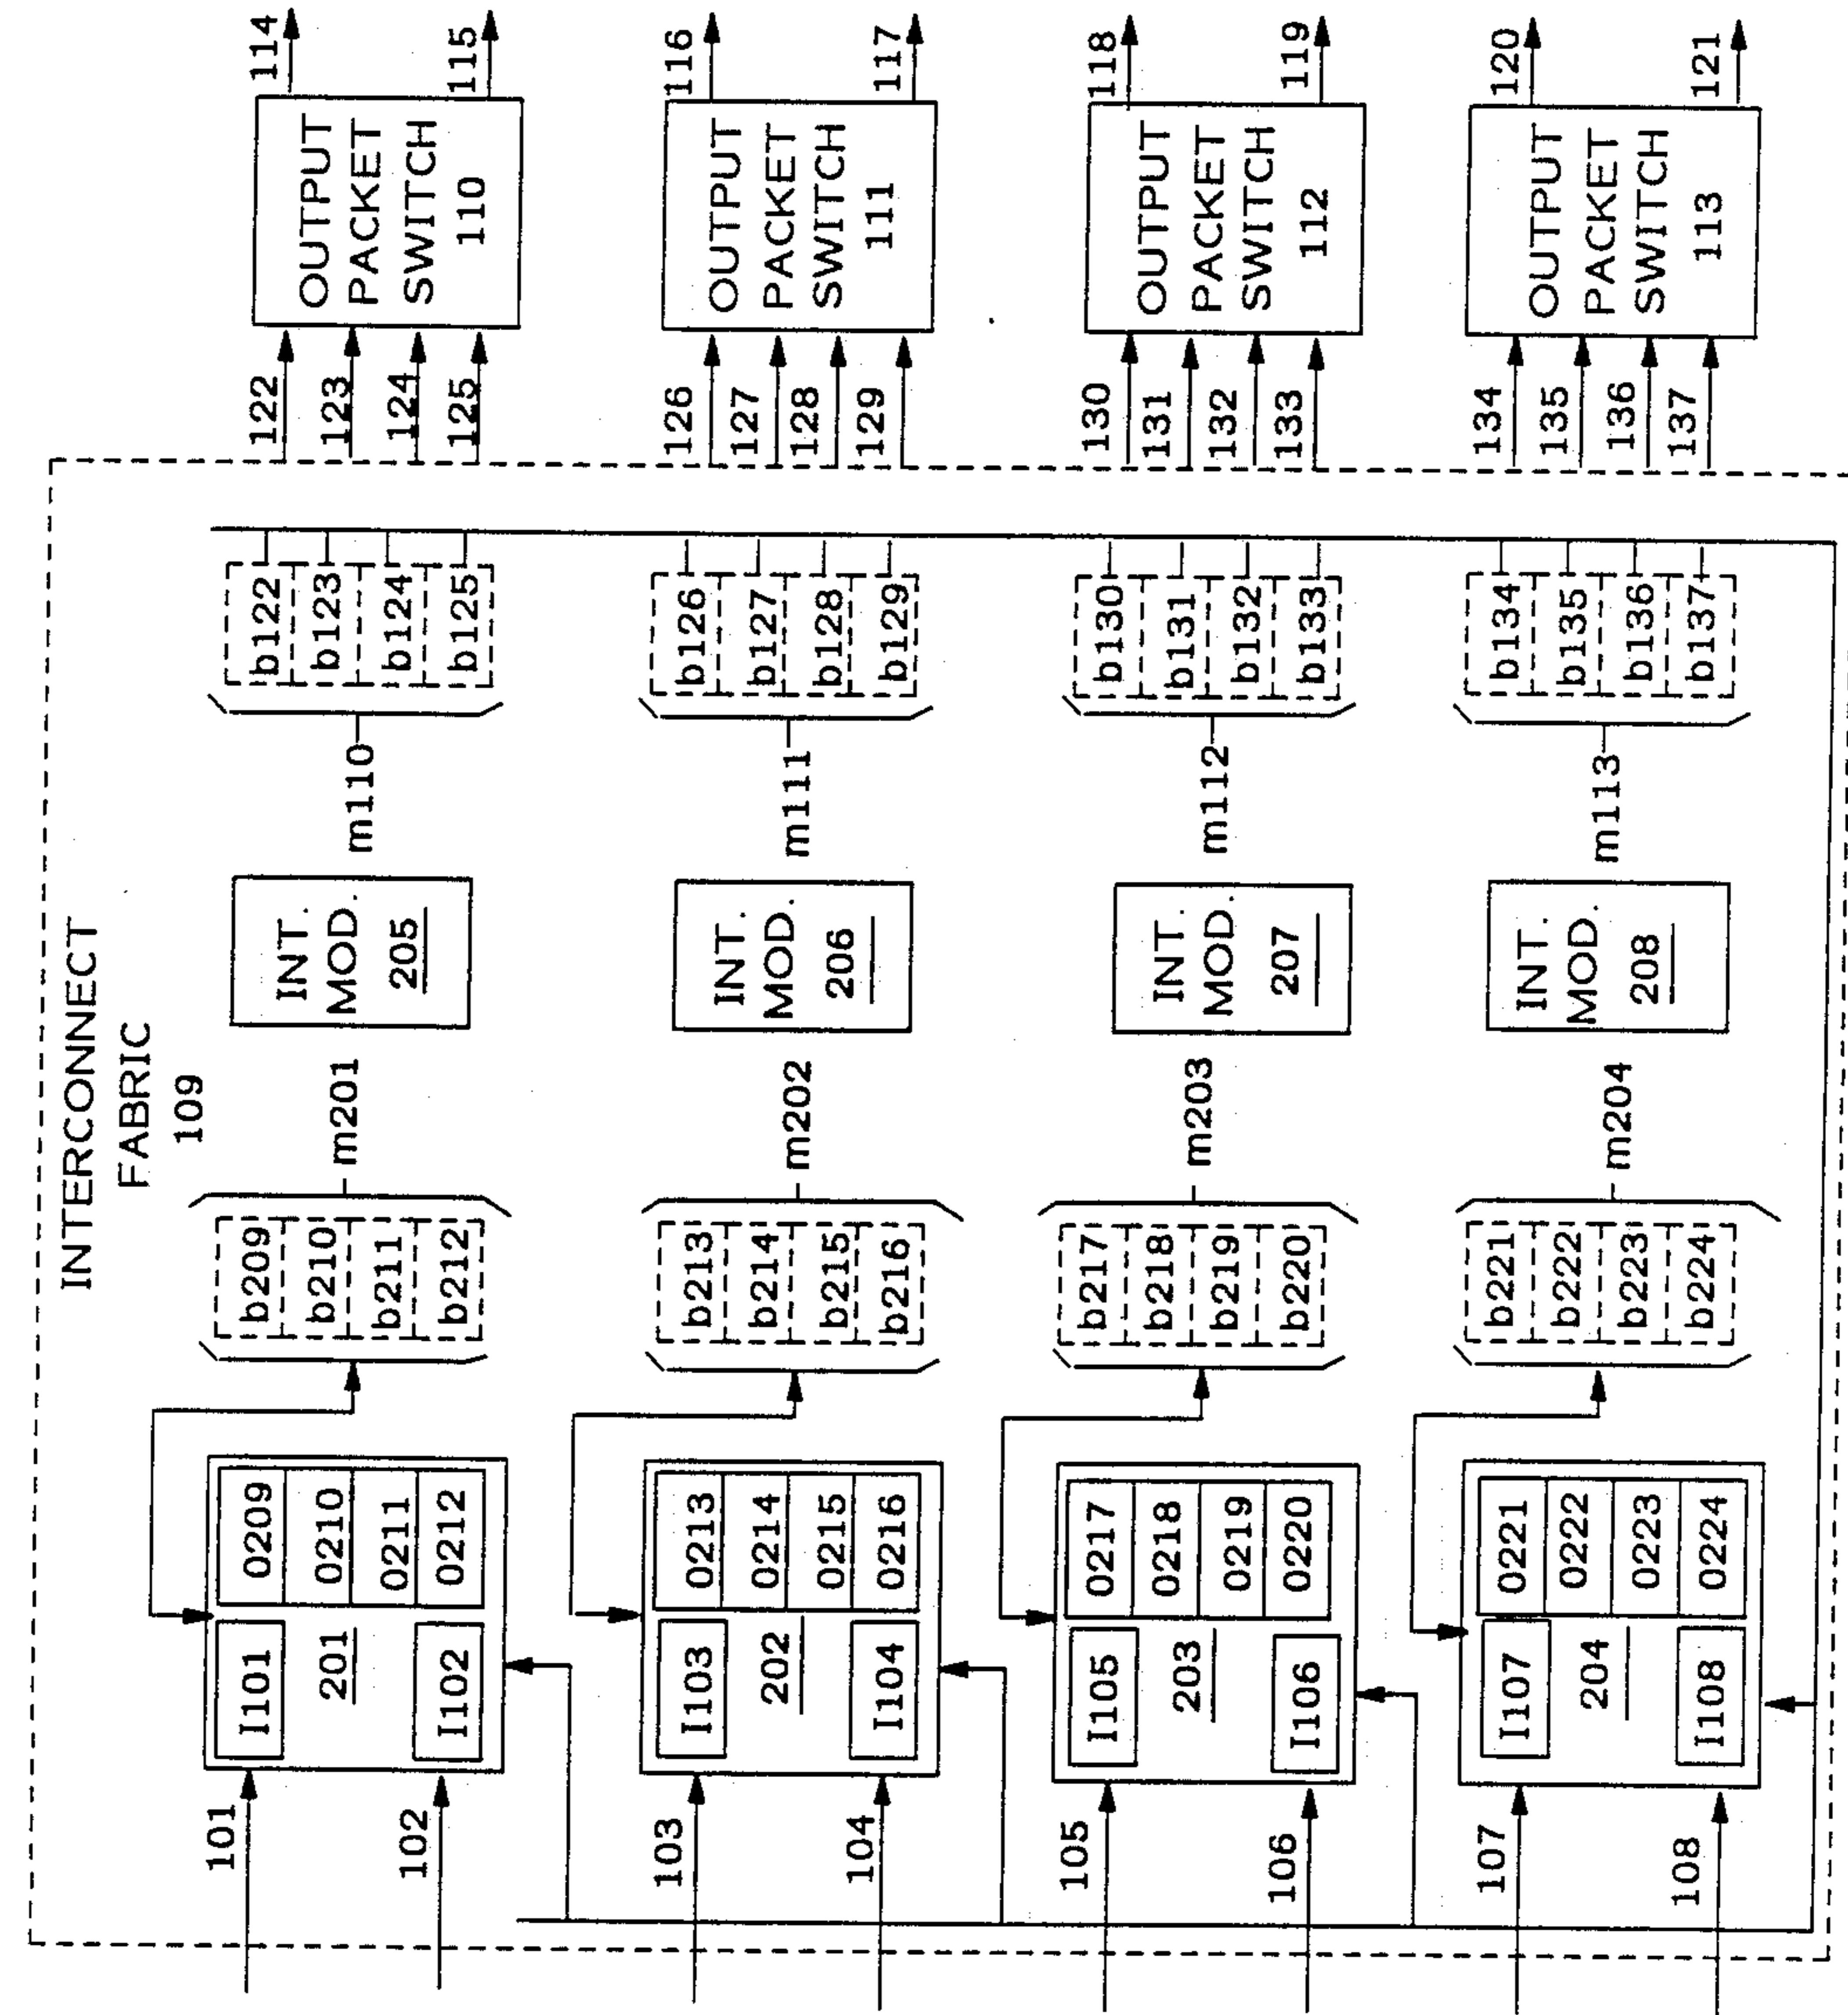 INTERCONNECT
FABRIC
109
101
102
I101
201
I102
0209
0210
0211
0212
b209
b210
b211
b212
m201
INT.
MOD.
205
m110
b122
b123
b124
b125
122
123
124
125
OUTPUT
PACKET
SWITCH
110
114
115
103
104
I103
202
I104
0213
0214
0215
0216
b213
b214
b215
b216
m202
INT.
MOD.
206
m111
b126
b127
b128
b129
126
127
128
129
OUTPUT
PACKET
SWITCH
111
116
117
105
106
I105
203
I106
0217
0218
0219
0220
b217
b218
b219
b220
m203
INT.
MOD.
207
m112
b130
b131
b132
b133
130
131
132
133
OUTPUT
PACKET
SWITCH
112
118
119
107
108
I107
204
I108
0221
0222
0223
0224
b221
b222
b223
b224
m204
INT.
MOD.
208
m113
b134
b135
b136
b137
134
135
136
137
OUTPUT
PACKET
SWITCH
113
120
121